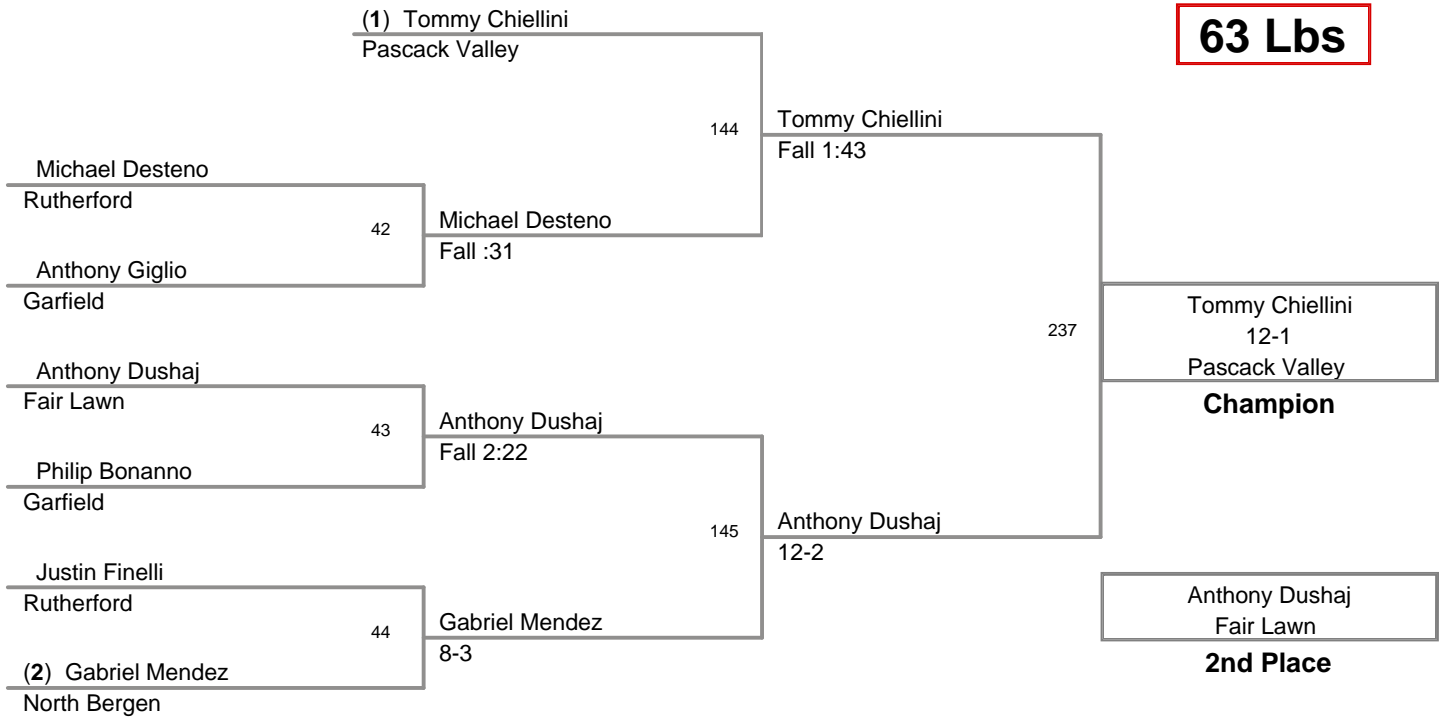 (1) Tommy Chiellini
Pascack Valley
63 Lbs
144
Tommy Chiellini
Fall 1:43
Michael Desteno
Rutherford
42
Michael Desteno
Fall :31
Anthony Giglio
Garfield
237
Tommy Chiellini
12-1
Pascack Valley
Champion
Anthony Dushaj
Fair Lawn
43
Anthony Dushaj
Fall 2:22
Philip Bonanno
Garfield
145
Anthony Dushaj
12-2
Justin Finelli
Rutherford
44
Gabriel Mendez
8-3
(2) Gabriel Mendez
North Bergen
Anthony Dushaj
Fair Lawn
2nd Place